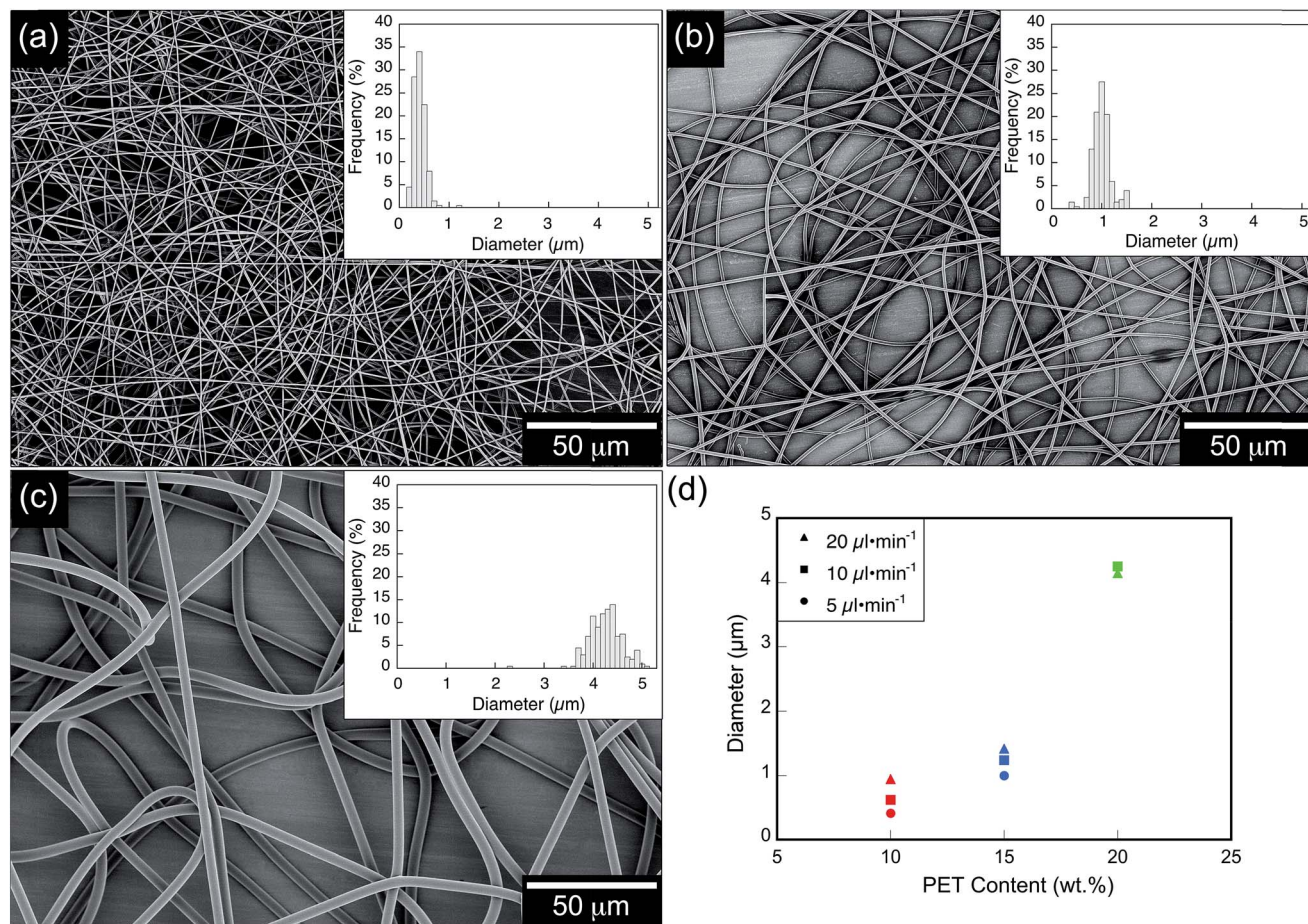 (a)
40
35
30
25
20
15
10
5
0
Frequency (%)
0 1 2 3 4 5
Diameter (µm)
50 µm
(b)
40
35
30
25
20
15
10
5
0
Frequency (%)
0 1 2 3 4 5
Diameter (µm)
50 µm
(c)
40
35
30
25
20
15
10
5
0
Frequency (%)
0 1 2 3 4 5
Diameter (µm)
50 µm
(d)
5
4
3
2
1
0
Diameter (µm)
20 µl•min⁻¹
10 µl•min⁻¹
5 µl•min⁻¹
5 10 15 20 25
PET Content (wt.%)